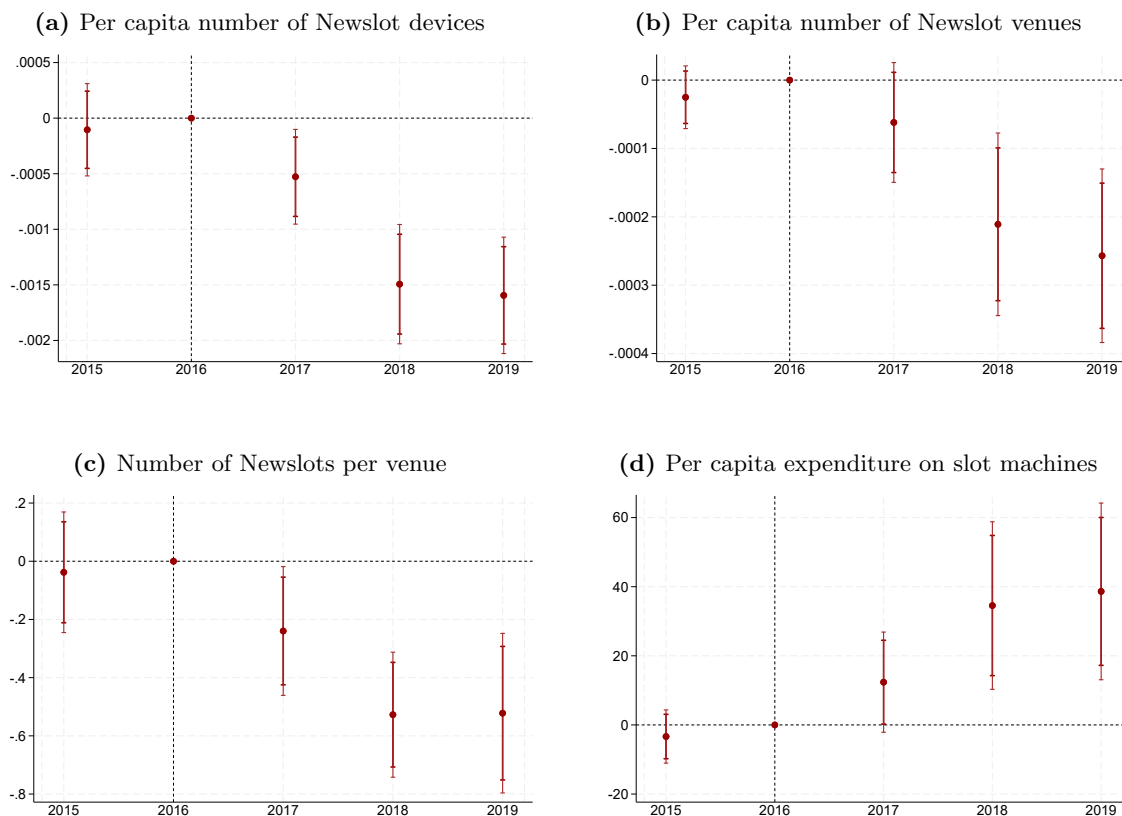 (a) Per capita number of Newslot devices
.0005
0
-.0005
-.001
-.0015
-.002
2015 2016 2017 2018 2019
(b) Per capita number of Newslot venues
0
-.0001
-.0002
-.0003
-.0004
2015 2016 2017 2018 2019
(c) Number of Newslots per venue
.2
0
-.2
-.4
-.6
-.8
2015 2016 2017 2018 2019
(d) Per capita expenditure on slot machines
60
40
20
0
-20
2015 2016 2017 2018 2019